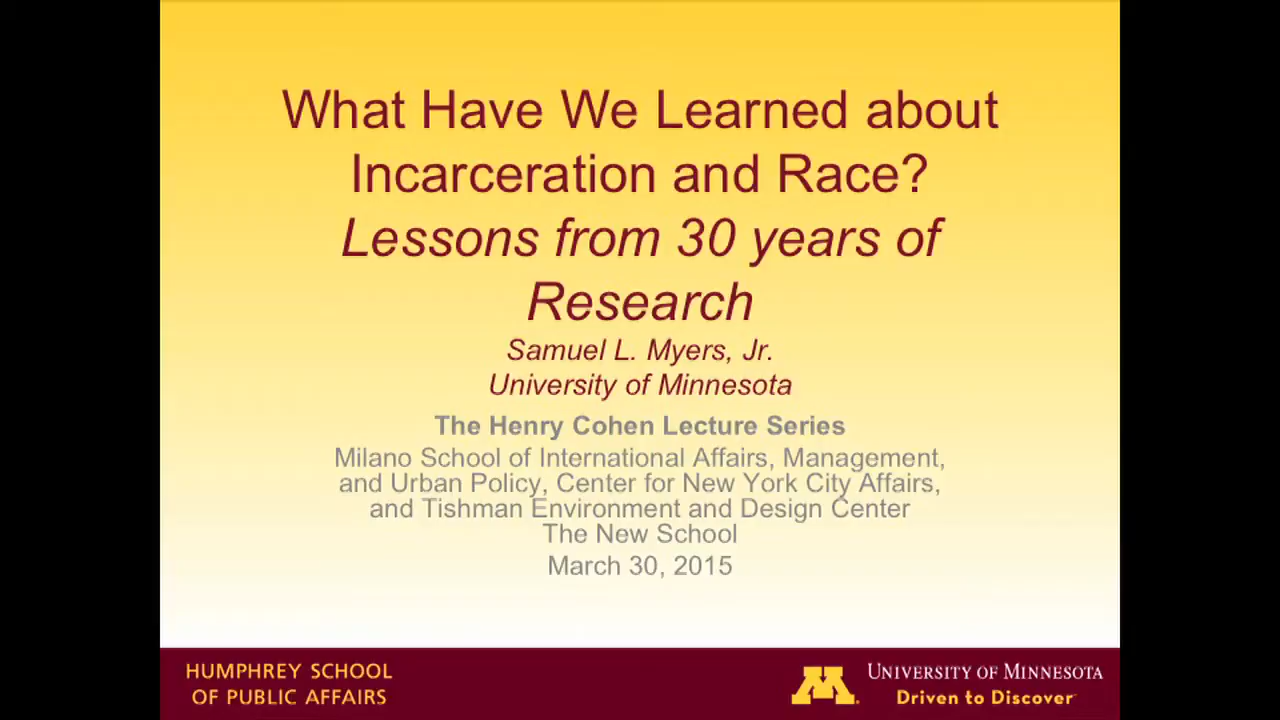 What Have We Learned about
Incarceration and Race?
Lessons from 30 years of
Research
Samuel L. Myers, Jr.
University of Minnesota
The Henry Cohen Lecture Series
Milano School of International Affairs, Management,
and Urban Policy, Center for New York City Affairs,
and Tishman Environment and Design Center
The New School
March 30, 2015
HUMPHREY SCHOOL
OF PUBLIC AFFAIRS
M
UNIVERSITY OF MINNESOTA
Driven to Discover